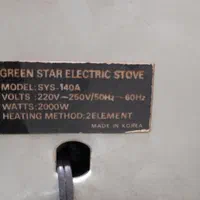 GREEN STAR ELECTRIC STOVE
MODEL:SYS-140A
VOLTS :220V~250V/50Hz~60Hz
WATTS:2000W
HEATING METHOD:2ELEMENT
MADE IN KOREA